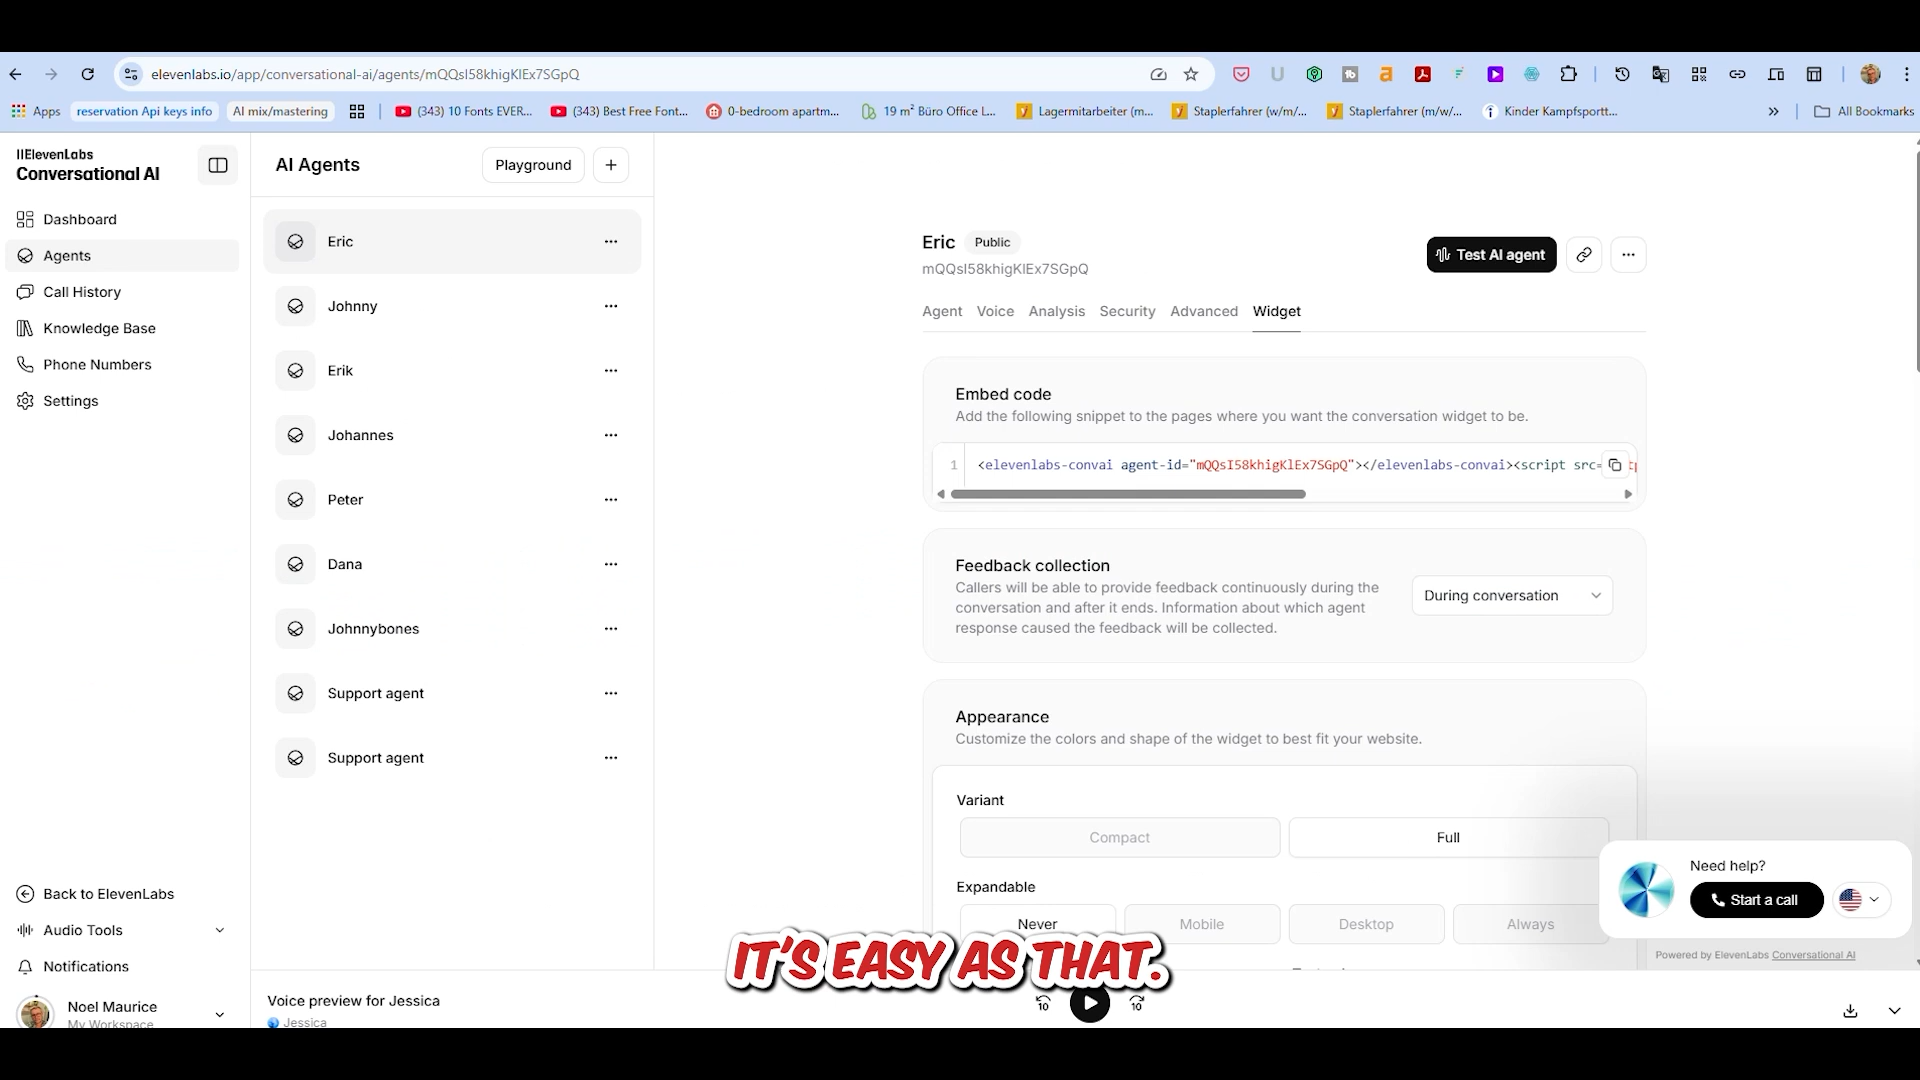 elevenlabs.io/app/conversational-ai/agents/mQQsI58khigKlEx7SGpQ
Apps
reservation Api keys info
AI mix/mastering
(343) 10 Fonts EVER...
(343) Best Free Font...
0-bedroom apartm...
19 m² Büro Office L...
Lagermitarbeiter (m...
Staplerfahrer (w/m/...
Staplerfahrer (m/w/...
Kinder Kampfsportt...
All Bookmarks
IIElevenLabs
Conversational AI
Dashboard
Agents
Call History
Knowledge Base
Phone Numbers
Settings
Back to ElevenLabs
Audio Tools
Notifications
Noel Maurice
My Workspace
AI Agents
Playground
Eric
Johnny
Erik
Johannes
Peter
Dana
Johnnybones
Support agent
Support agent
Eric Public
mQQsI58khigKlEx7SGpQ
Test AI agent
Agent Voice Analysis Security Advanced Widget
Embed code
Add the following snippet to the pages where you want the conversation widget to be.
1 <elevenlabs-convai agent-id="mQQsI58khigKlEx7SGpQ"></elevenlabs-convai><script src=
Feedback collection
Callers will be able to provide feedback continuously during the
conversation and after it ends. Information about which agent
response caused the feedback will be collected.
During conversation
Appearance
Customize the colors and shape of the widget to best fit your website.
Variant
Compact Full
Expandable
Never Mobile Desktop Always
Need help?
Start a call
Powered by ElevenLabs Conversational AI
IT'S EASY AS THAT.
Voice preview for Jessica
Jessica
10 10